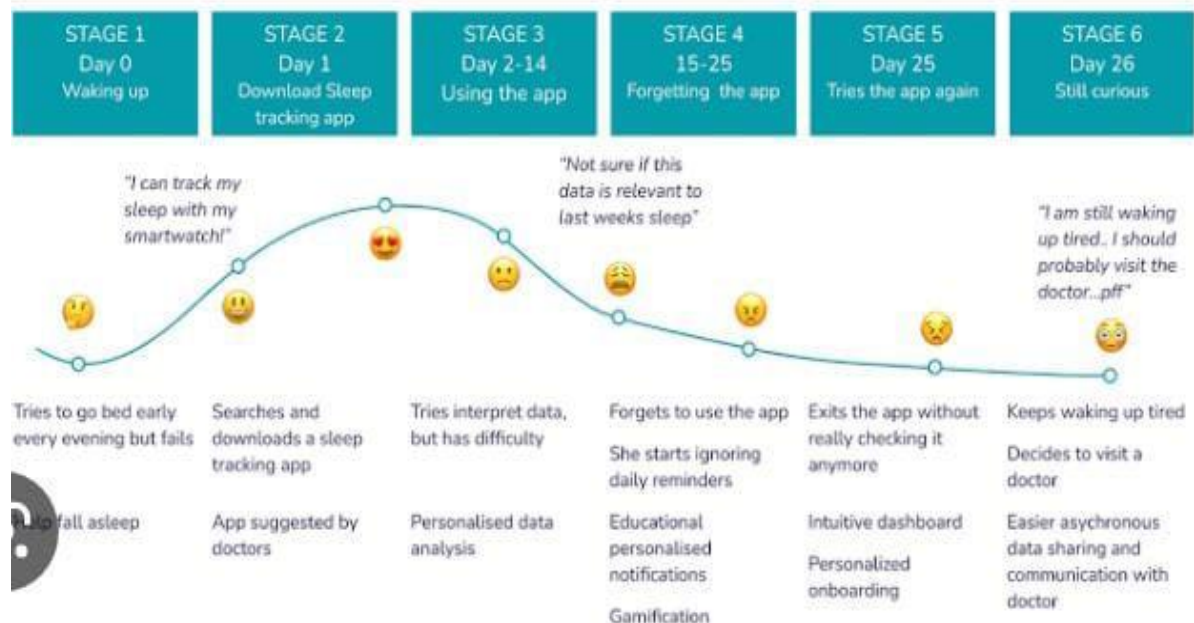 STAGE 1
Day 0
Waking up
STAGE 2
Day 1
Download Sleep
tracking app
STAGE 3
Day 2-14
Using the app
STAGE 4
15-25
Forgetting the app
STAGE 5
Day 25
Tries the app again
STAGE 6
Day 26
Still curious
"I can track my
sleep with my
smartwatch!"
"Not sure if this
data is relevant to
last weeks sleep"
"I am still waking
up tired.. I should
probably visit the
doctor...pff"
Tries to go bed early
every evening but fails
Searches and
downloads a sleep
tracking app
Tries interpret data,
but has difficulty
Forgets to use the app
She starts ignoring
daily reminders
Exits the app without
really checking it
anymore
Keeps waking up tired
Decides to visit a
doctor
Help fall asleep
App suggested by
doctors
Personalised data
analysis
Educational
personalised
notifications
Gamification
Intuitive dashboard
Personalized
onboarding
Easier asychronous
data sharing and
communication with
doctor